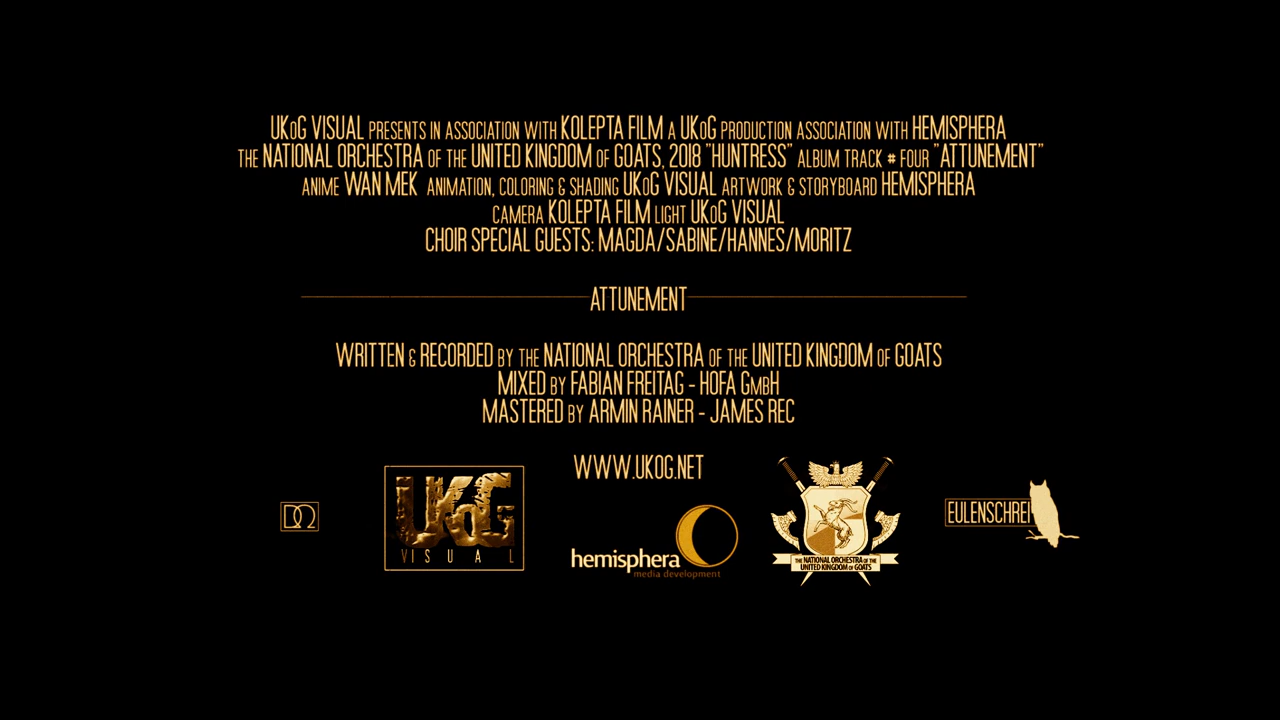 UKOG VISUAL PRESENTS IN ASSOCIATION WITH KOLEPTA FILM A UKOG PRODUCTION ASSOCIATION WITH HEMISPHERA
THE NATIONAL ORCHESTRA OF THE UNITED KINGDOM OF GOATS, 2018 "HUNTRESS" ALBUM TRACK # FOUR "ATTUNEMENT"
ANIME WAN MEK ANIMATION, COLORING & SHADING UKOG VISUAL ARTWORK & STORYBOARD HEMISPHERA
CAMERA KOLEPTA FILM LIGHT UKOG VISUAL
CHOIR SPECIAL GUESTS: MAGDA/SABINE/HANNES/MORITZ
ATTUNEMENT
WRITTEN & RECORDED BY THE NATIONAL ORCHESTRA OF THE UNITED KINGDOM OF GOATS
MIXED BY FABIAN FREITAG - HOFA GMBH
MASTERED BY ARMIN RAINER - JAMES REC
WWW.UKOG.NET
DΩ
UKOG
VISUAL
hemisphera
media development
THE NATIONAL ORCHESTRA OF THE
UNITED KINGDOM OF GOATS
EULENSCHREI